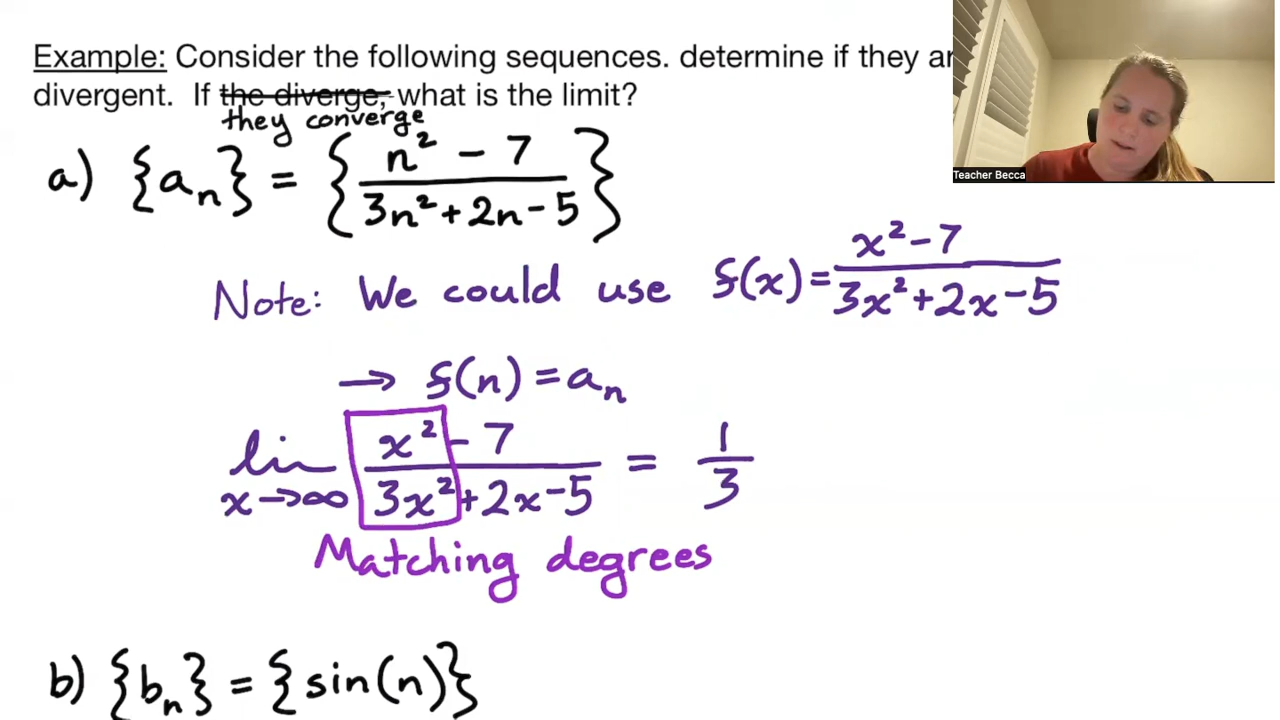 Example: Consider the following sequences. determine if they ar
divergent. If the diverge, what is the limit?
they converge
a) {aₙ} = { (n² - 7) / (3n² + 2n - 5) }
Teacher Becca
Note: We could use f(x) = (x² - 7) / (3x² + 2x - 5)
→ f(n) = aₙ
lim x→∞ (x² - 7) / (3x² + 2x - 5) = 1/3
Matching degrees
b) {bₙ} = {sin(n)}